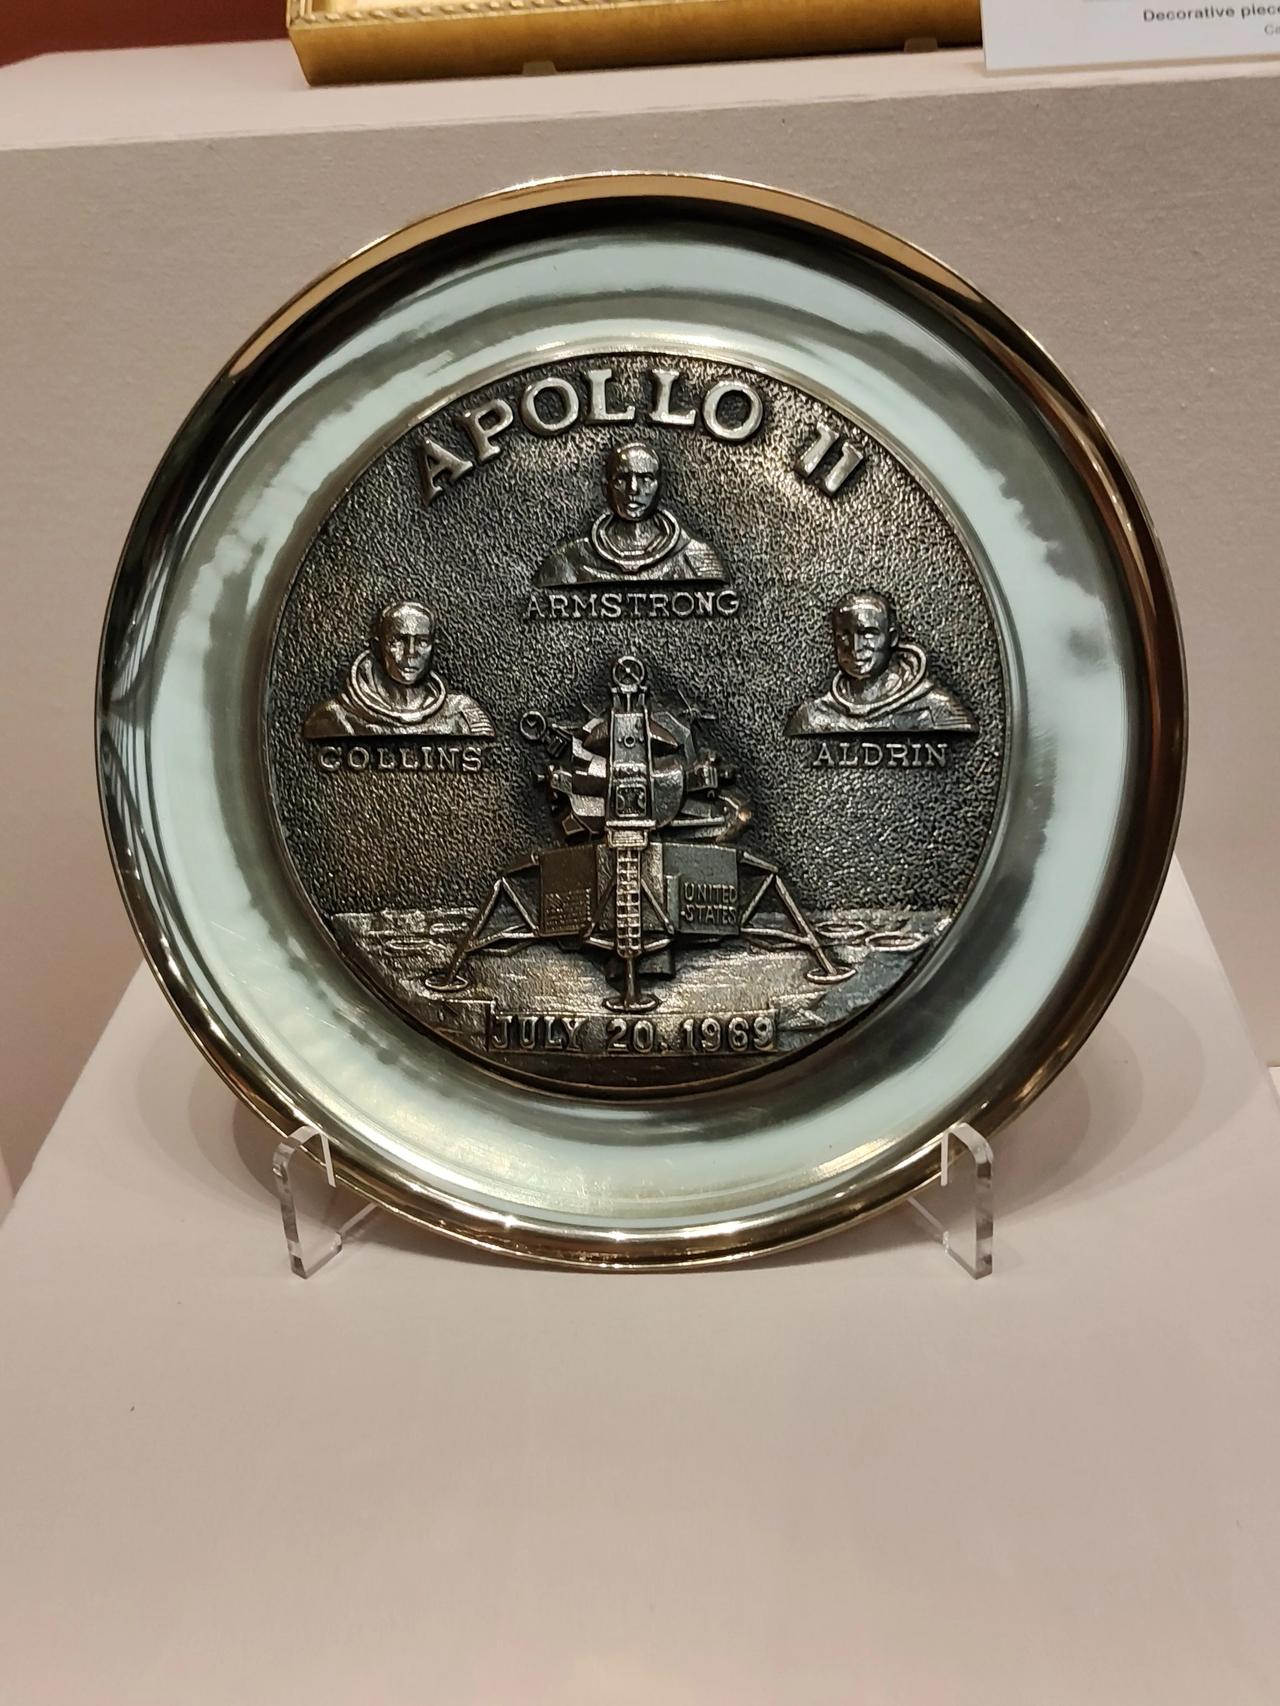 Decorative piece
APOLLO 11
ARMSTRONG
COLLINS
ALDRIN
UNITED
STATES
JULY 20, 1969